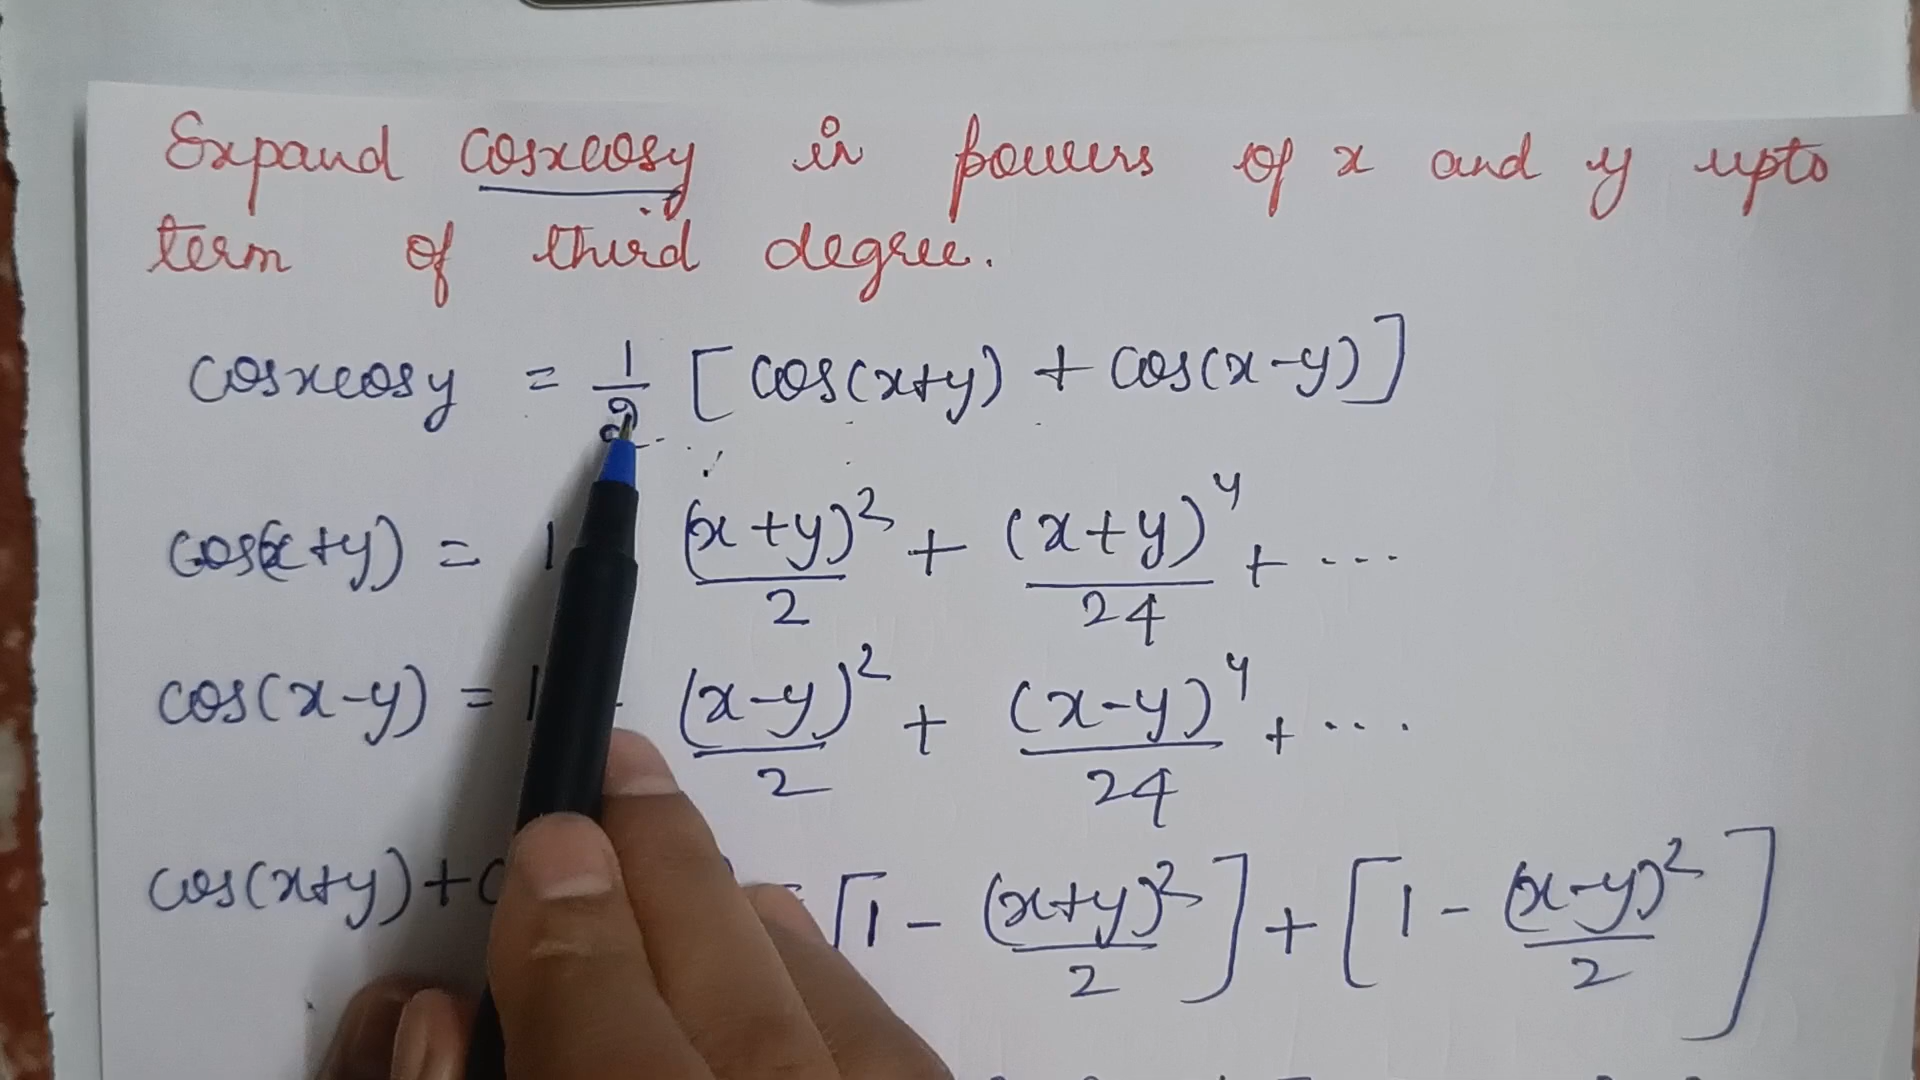 Expand cosxcosy in powers of x and y upto
term of third degree.
cosxcosy = 1/2 [cos(x+y) + cos(x-y)]
cos(x+y) = 1 (x+y)²/2 + (x+y)⁴/24 + ...
cos(x-y) = 1 - (x-y)²/2 + (x-y)⁴/24 + ...
cos(x+y)+ = [1 - (x+y)²/2] + [1 - (x-y)²/2]